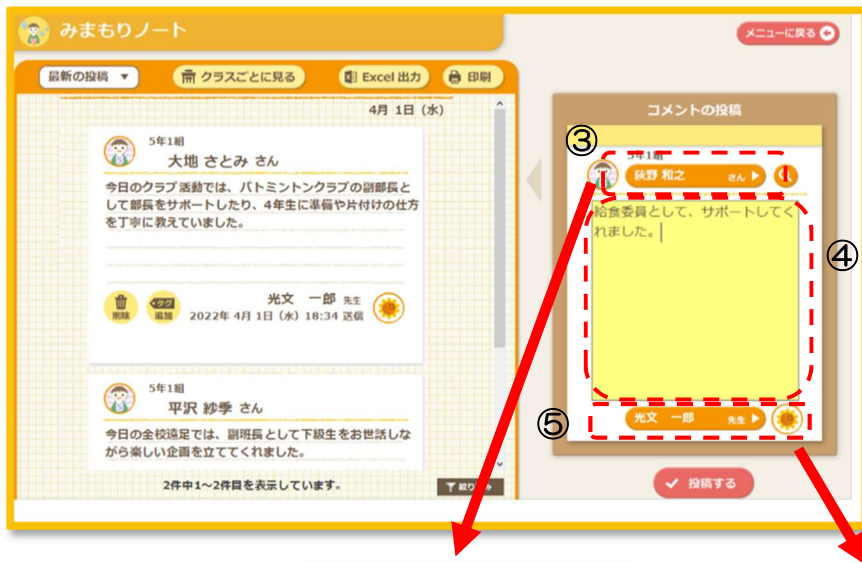 みまもりノート
メニューに戻る
最新の投稿 ▼
クラスごとに見る
Excel 出力
印刷
4月 1日（水）
5年1組
大地 さとみ さん
今日のクラブ活動では、バトミントンクラブの副部長と
して部長をサポートしたり、4年生に準備や片付けの仕方
を丁寧に教えていました。
削除
タグ
追加
光文 一郎 先生
2022年 4月 1日（水）18:34 送信
5年1組
平沢 紗季 さん
今日の全校遠足では、副班長として下級生をお世話しな
がら楽しい企画を立ててくれました。
2件中1～2件目を表示しています。
コメントの投稿
③
5年1組
荻野 和之 さん ▶
給食委員として、サポートしてく
れました。
④
⑤
光文 一郎 先生 ▶
投稿する